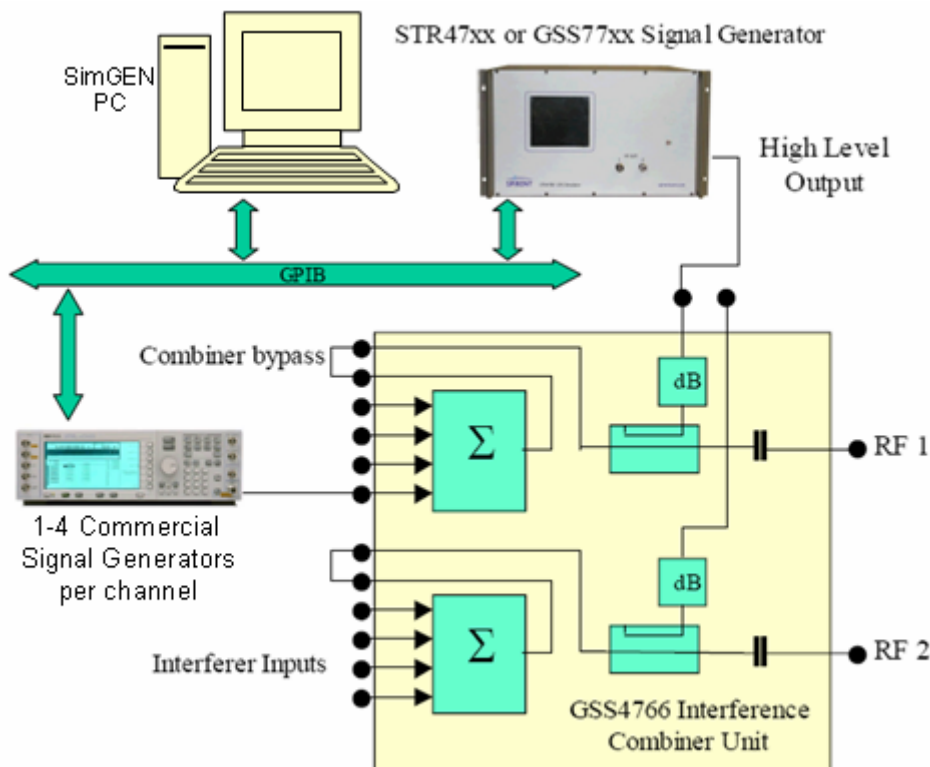 STR47xx or GSS77xx Signal Generator
SimGEN
PC
High Level
Output
SPIRENT
GPIB
Combiner bypass
dB
Σ
RF 1
1-4 Commercial
Signal Generators
per channel
dB
Σ
Interferer Inputs
RF 2
GSS4766 Interference
Combiner Unit